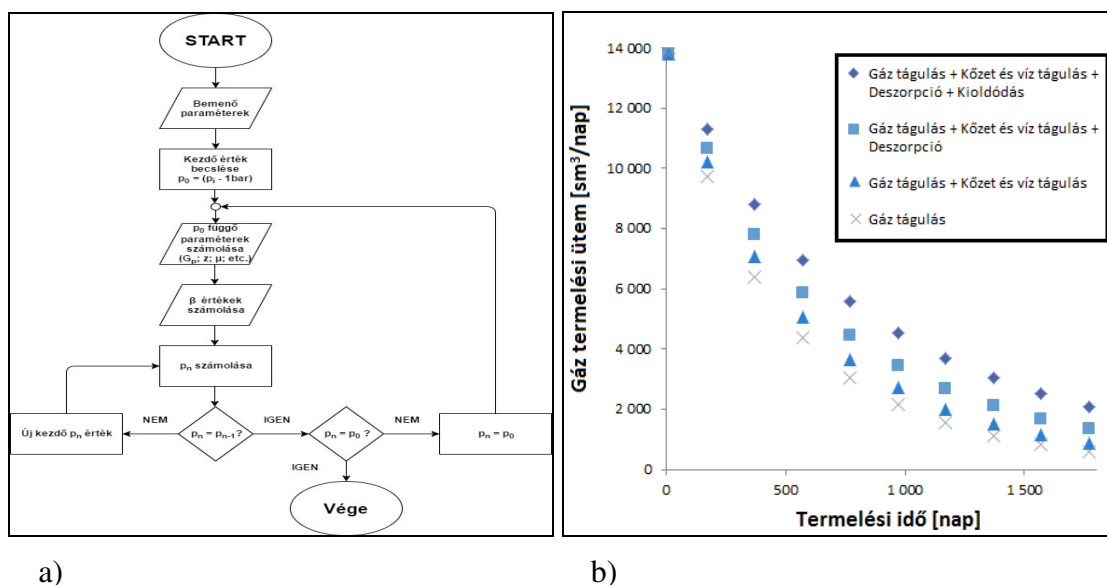 START
Bemenő
paraméterek
Kezdő érték
becslése
p₀ = (pᵢ - 1bar)
p₀ függő
paraméterek
számolása
(Gₚ; z; μ; etc.)
β értékek
számolása
pₙ számolása
NEM
IGEN
NEM
Új kezdő pₙ érték
pₙ = pₙ₋₁ ?
pₙ = p₀ ?
pₙ = p₀
IGEN
Vége
a)
Gáz termelési ütem [sm³/nap]
14 000
12 000
10 000
8 000
6 000
4 000
2 000
0
0
500
1 000
1 500
Termelési idő [nap]
Gáz tágulás + Kőzet és víz tágulás +
Deszorpció + Kioldódás
Gáz tágulás + Kőzet és víz tágulás +
Deszorpció
Gáz tágulás + Kőzet és víz tágulás
Gáz tágulás
b)